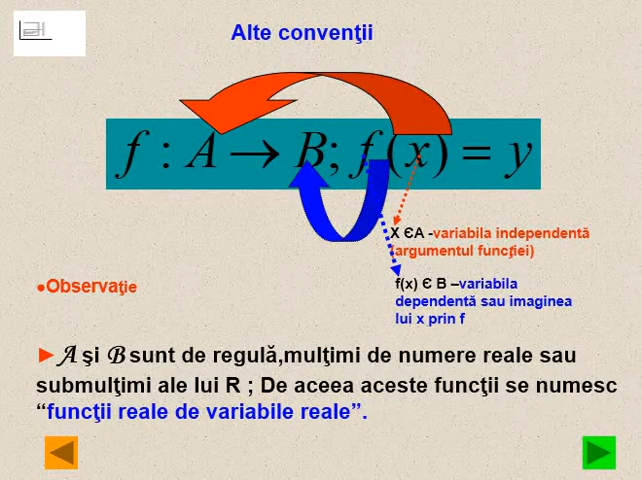 Alte convenţii
f : A → B; f (x) = y
X ЄA -variabila independentă
(argumentul funcţiei)
f(x) Є B –variabila
dependentă sau imaginea
lui x prin f
●Observaţie
►A şi B sunt de regulă,mulţimi de numere reale sau
submulţimi ale lui R ; De aceea aceste funcţii se numesc
“funcţii reale de variabile reale”.